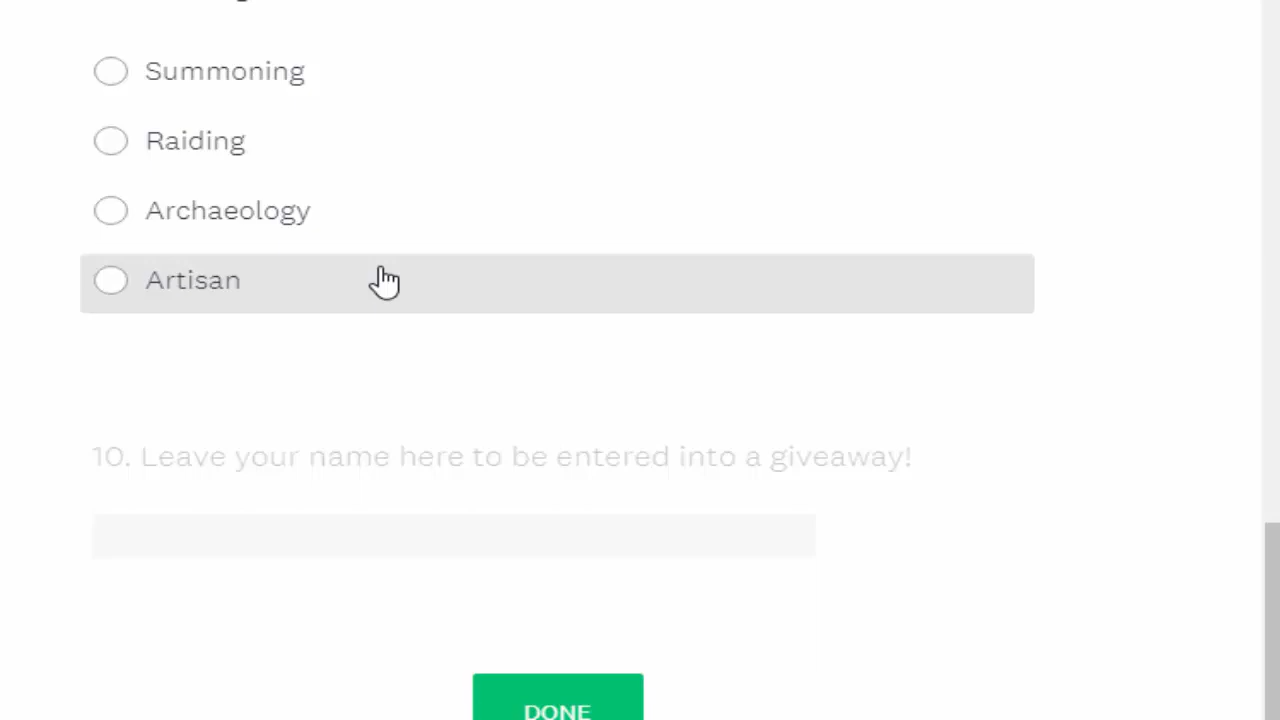 Summoning
Raiding
Archaeology
Artisan
10. Leave your name here to be entered into a giveaway!
DONE